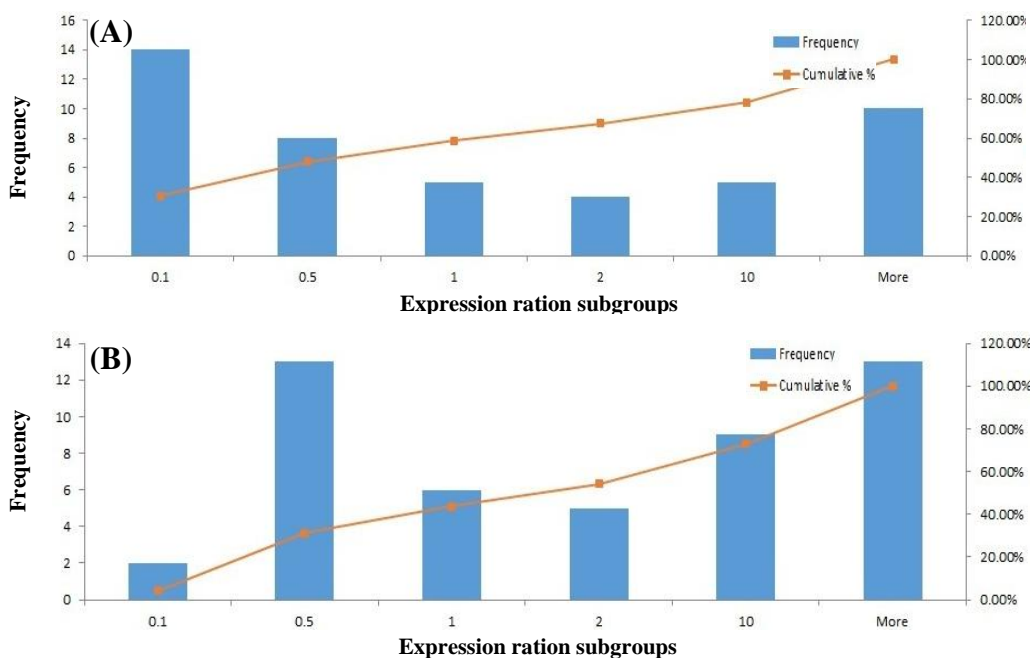 (A)
Frequency
16
14
12
10
8
6
4
2
0
120.00%
100.00%
80.00%
60.00%
40.00%
20.00%
0.00%
Frequency
Cumulative %
0.1 0.5 1 2 10 More
Expression ration subgroups
(B)
Frequency
14
12
10
8
6
4
2
0
120.00%
100.00%
80.00%
60.00%
40.00%
20.00%
0.00%
Frequency
Cumulative %
0.1 0.5 1 2 10 More
Expression ration subgroups